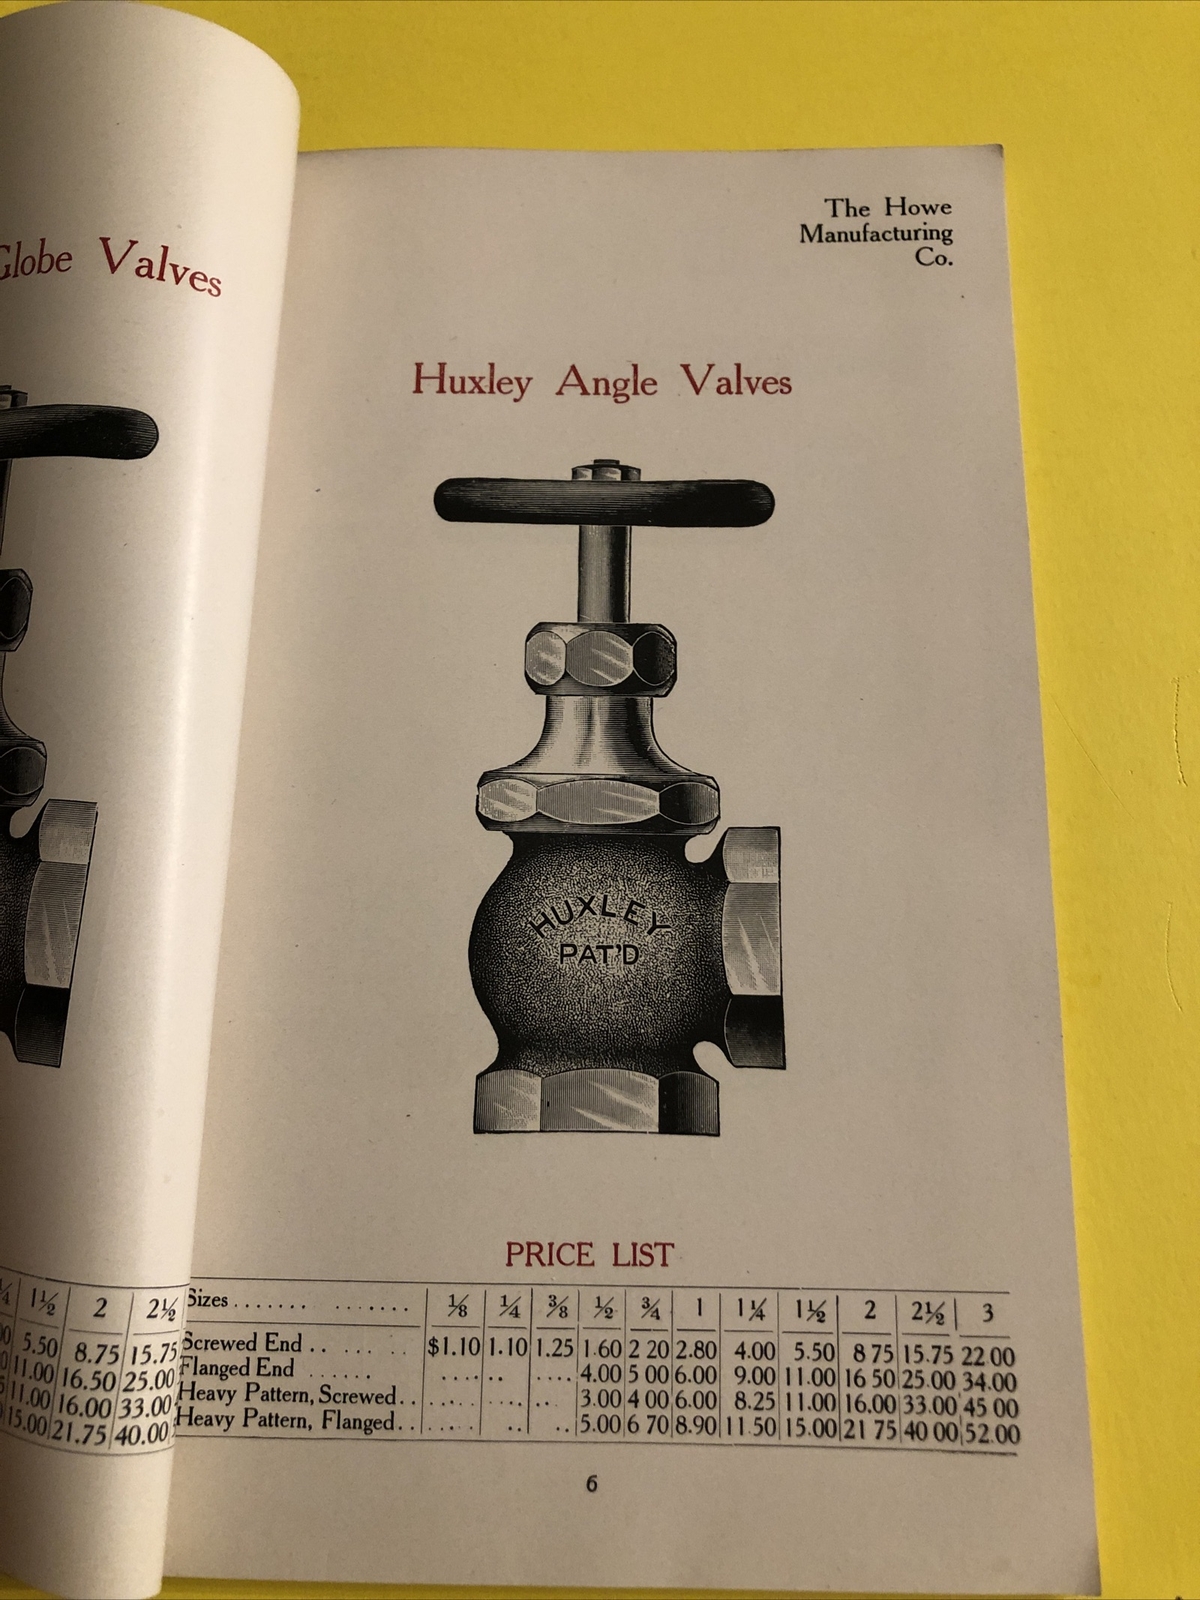 Globe Valves
1½ 2 2½
5.50 8.75 15.75
11.00 16.50 25.00
11.00 16.00 33.00
15.00 21.75 40.00
The Howe
Manufacturing
Co.
Huxley Angle Valves
HUXLEY
PAT'D
PRICE LIST
Sizes....... ........ ⅛ ¼ ⅜ ½ ¾ 1 1¼ 1½ 2 2½ 3
Screwed End .. ... .. $1.10 1.10 1.25 1.60 2 20 2.80 4.00 5.50 8 75 15.75 22 00
Flanged End ...... .... .. .... 4.00 5 00 6.00 9.00 11.00 16 50 25.00 34.00
Heavy Pattern, Screwed.. ..... .... .. 3.00 4 00 6.00 8.25 11.00 16.00 33.00 45 00
Heavy Pattern, Flanged.. ..... .. .. 5.00 6 70 8.90 11 50 15.00 21 75 40 00 52.00
6